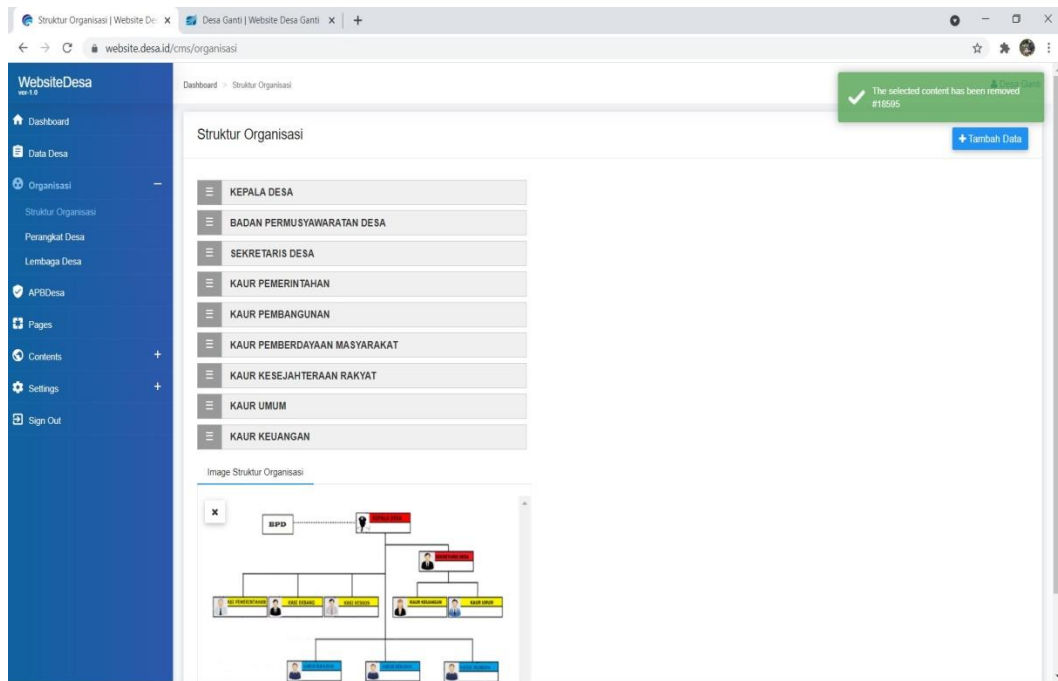 Struktur Organisasi | Website De
Desa Ganti | Website Desa Ganti
website.desa.id/cms/organisasi
WebsiteDesa
ver-1.0
Dashboard
Data Desa
Organisasi
Struktur Organisasi
Perangkat Desa
Lembaga Desa
APBDesa
Pages
Contents
Settings
Sign Out
Dashboard > Struktur Organisasi
Desa Ganti
The selected content has been removed
#18595
Struktur Organisasi
+ Tambah Data
KEPALA DESA
BADAN PERMUSYAWARATAN DESA
SEKRETARIS DESA
KAUR PEMERINTAHAN
KAUR PEMBANGUNAN
KAUR PEMBERDAYAAN MASYARAKAT
KAUR KESEJAHTERAAN RAKYAT
KAUR UMUM
KAUR KEUANGAN
Image Struktur Organisasi
BPD
KEPALA DESA
SEKRETARIS DESA
KAUR KEUANGAN
KAUR UMUM